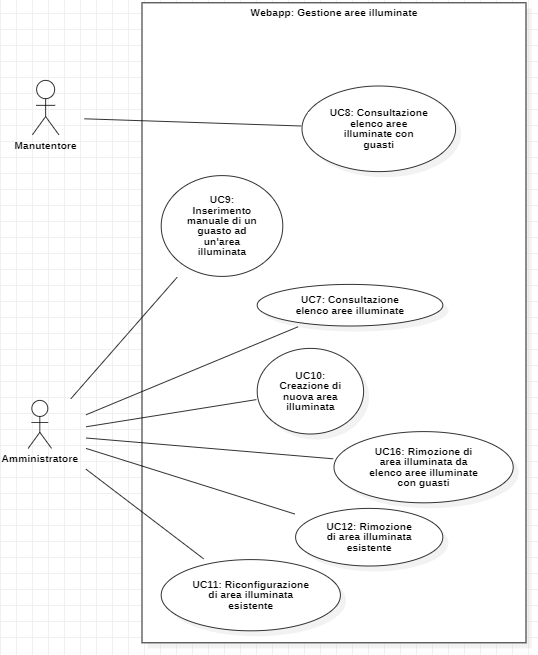 Webapp: Gestione aree illuminate
UC8: Consultazione
elenco aree
illuminate con
guasti
Manutentore
UC9:
Inserimento
manuale di un
guasto ad
un'area
illuminata
UC7: Consultazione
elenco aree illuminate
UC10:
Creazione di
nuova area
illuminata
Amministratore
UC16: Rimozione di
area illuminata da
elenco aree illuminate
con guasti
UC12: Rimozione
di area illuminata
esistente
UC11: Riconfigurazione
di area illuminata
esistente